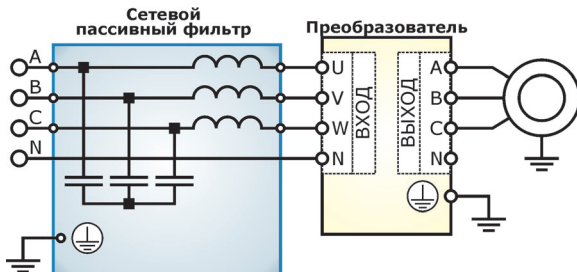 Сетевой
пассивный фильтр
Преобразователь
A
B
C
N
U
V
W
N
ВХОД
ВЫХОД
A
B
C
N